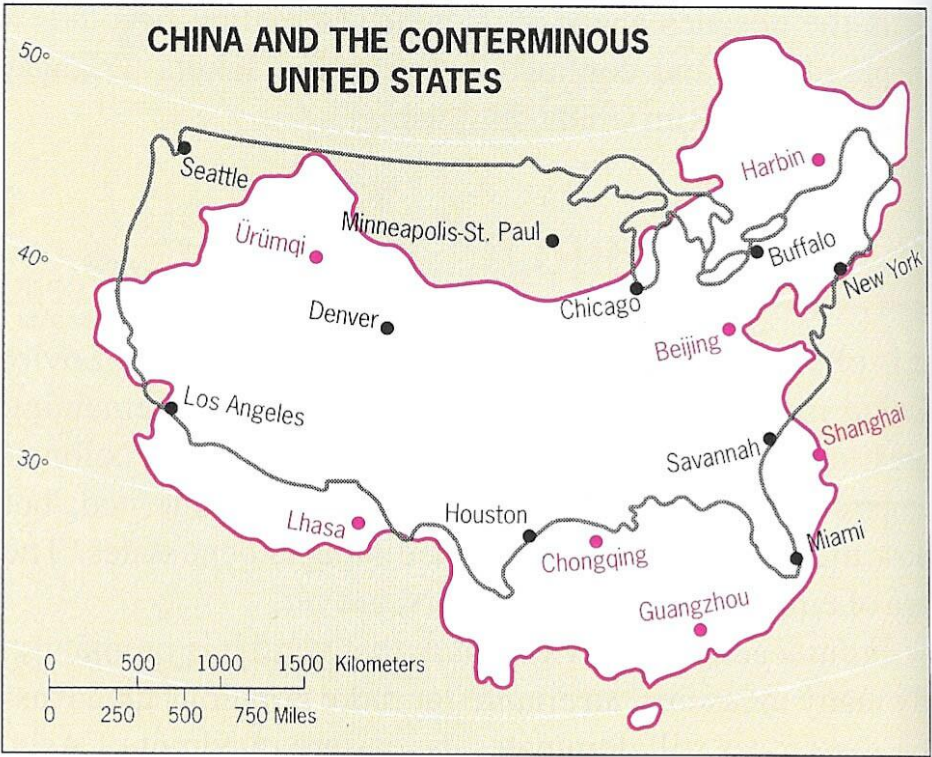 CHINA AND THE CONTERMINOUS
UNITED STATES
50°
40°
30°
Seattle
Harbin
Ürümqi
Minneapolis-St. Paul
Buffalo
New York
Chicago
Denver
Beijing
Los Angeles
Shanghai
Savannah
Houston
Lhasa
Chongqing
Miami
Guangzhou
0 500 1000 1500 Kilometers
0 250 500 750 Miles